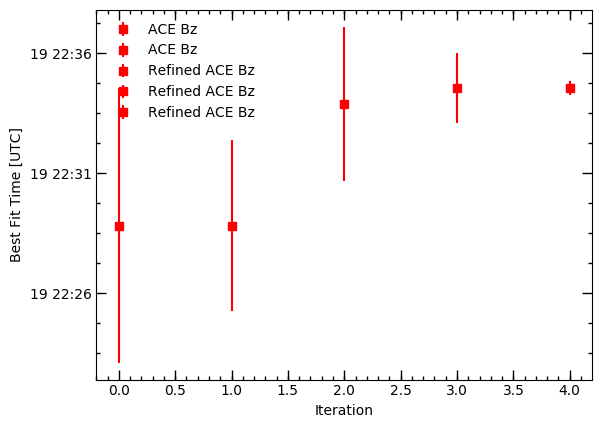 ACE Bz
ACE Bz
Refined ACE Bz
Refined ACE Bz
Refined ACE Bz
19 22:36
19 22:31
19 22:26
Best Fit Time [UTC]
0.0 0.5 1.0 1.5 2.0 2.5 3.0 3.5 4.0
Iteration